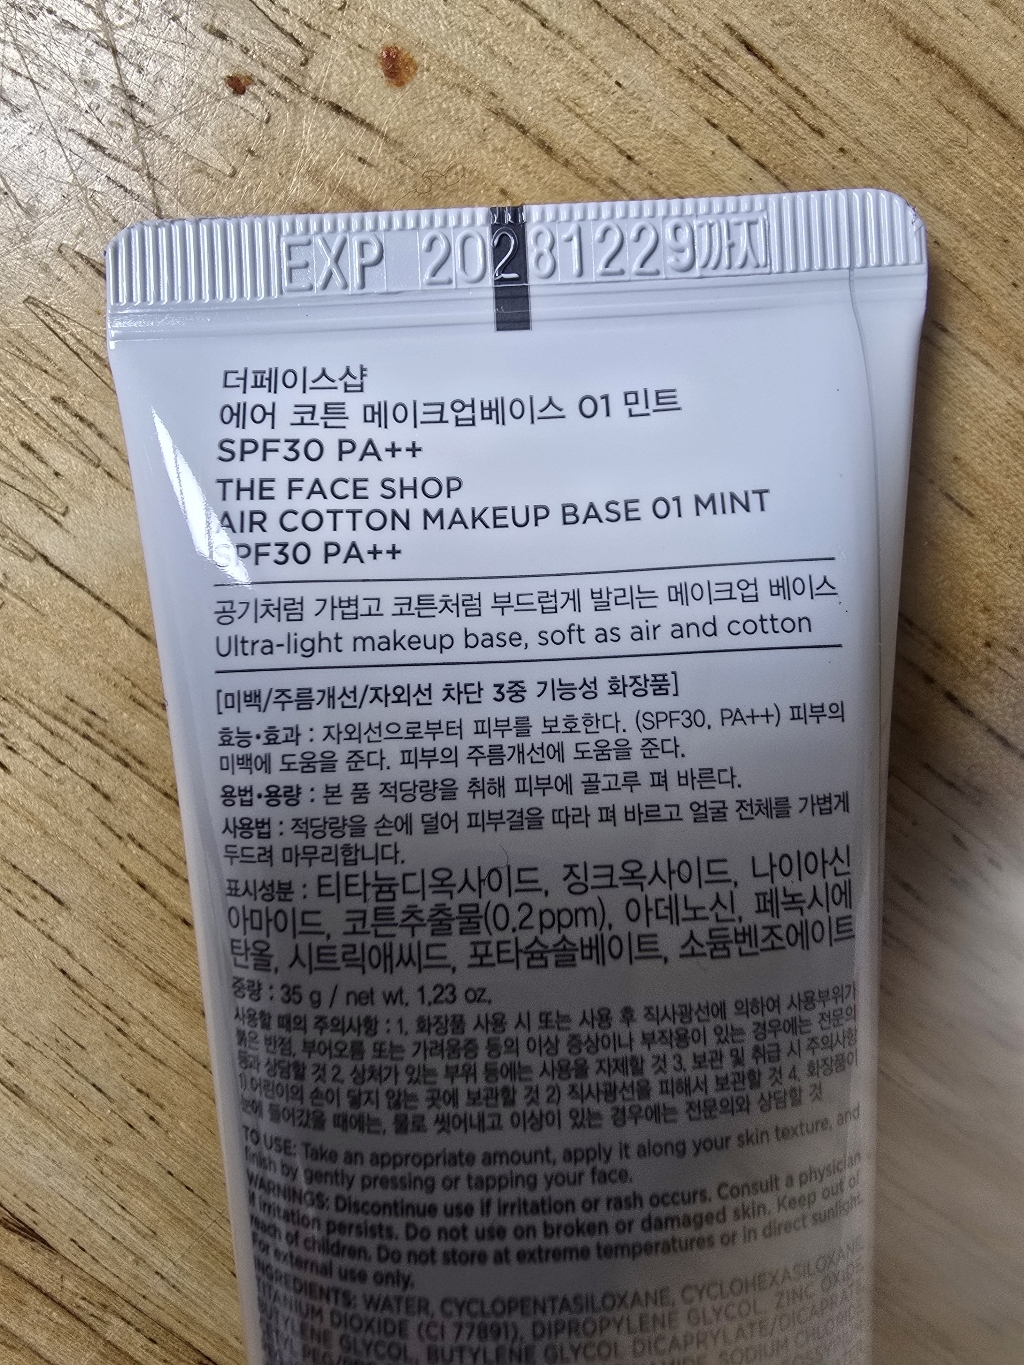 EXP 20281229까지
더페이스샵
에어 코튼 메이크업베이스 01 민트
SPF30 PA++
THE FACE SHOP
AIR COTTON MAKEUP BASE 01 MINT
SPF30 PA++
공기처럼 가볍고 코튼처럼 부드럽게 발리는 메이크업 베이스
Ultra-light makeup base, soft as air and cotton
[미백/주름개선/자외선 차단 3중 기능성 화장품]
효능•효과 : 자외선으로부터 피부를 보호한다. (SPF30, PA++) 피부의
미백에 도움을 준다. 피부의 주름개선에 도움을 준다.
용법•용량 : 본 품 적당량을 취해 피부에 골고루 펴 바른다.
사용법 : 적당량을 손에 덜어 피부결을 따라 펴 바르고 얼굴 전체를 가볍게
두드려 마무리합니다.
표시성분 : 티타늄디옥사이드, 징크옥사이드, 나이아신
아마이드, 코튼추출물(0.2ppm), 아데노신, 페녹시에
탄올, 시트릭애씨드, 포타슘솔베이트, 소듐벤조에이트
중량 : 35 g / net wt. 1.23 oz.
사용할 때의 주의사항 : 1. 화장품 사용 시 또는 사용 후 직사광선에 의하여 사용부위가
붉은 반점, 부어오름 또는 가려움증 등의 이상 증상이나 부작용이 있는 경우에는 전문의
등과 상담할 것 2. 상처가 있는 부위 등에는 사용을 자제할 것 3. 보관 및 취급 시 주의사항
1) 어린이의 손이 닿지 않는 곳에 보관할 것 2) 직사광선을 피해서 보관할 것 4. 화장품이
눈에 들어갔을 때에는, 물로 씻어내고 이상이 있는 경우에는 전문의와 상담할 것
TO USE: Take an appropriate amount, apply it along your skin texture, and
finish by gently pressing or tapping your face.
WARNINGS: Discontinue use if irritation or rash occurs. Consult a physician
if irritation persists. Do not use on broken or damaged skin. Keep out of
reach of children. Do not store at extreme temperatures or in direct sunlight.
For external use only.
INGREDIENTS: WATER, CYCLOPENTASILOXANE, CYCLOHEXASILOXANE,
TITANIUM DIOXIDE (CI 77891), DIPROPYLENE GLYCOL, ZINC OXIDE,
BUTYLENE GLYCOL, BUTYLENE GLYCOL DICAPRYLATE/DICAPRATE,
SODIUM CHLORIDE,